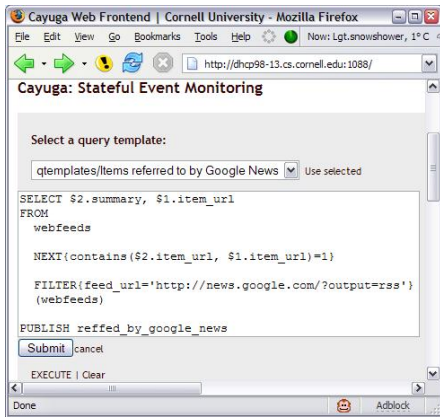 Cayuga Web Frontend | Cornell University - Mozilla Firefox
File Edit View Go Bookmarks Tools Help Now: Lgt.snowshower, 1° C
http://dhcp98-13.cs.cornell.edu:1088/
Cayuga: Stateful Event Monitoring
Select a query template:
qtemplates/Items referred to by Google News Use selected
SELECT $2.summary, $1.item_url
FROM
webfeeds
NEXT{contains($2.item_url, $1.item_url)=1}
FILTER{feed_url='http://news.google.com/?output=rss'}
(webfeeds)
PUBLISH reffed_by_google_news
Submit cancel
EXECUTE | Clear
Done Adblock